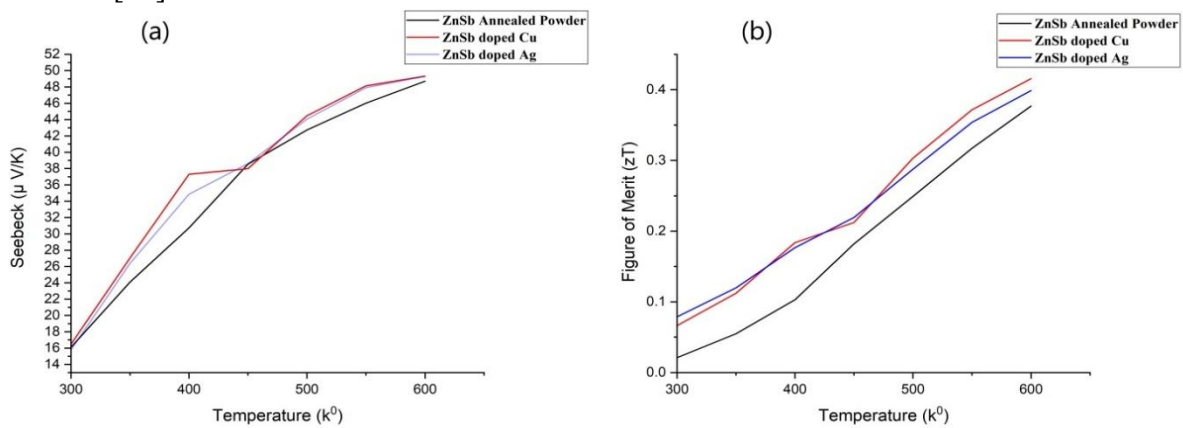 (a)
ZnSb Annealed Powder
ZnSb doped Cu
ZnSb doped Ag
52
50
48
46
44
42
40
38
36
34
32
30
28
26
24
22
20
18
16
14
Seebeck (µ V/K)
300
400
500
600
Temperature (k⁰)
(b)
ZnSb Annealed Powder
ZnSb doped Cu
ZnSb doped Ag
0.4
0.3
0.2
0.1
0.0
Figure of Merit (zT)
300
400
500
600
Temperature (k⁰)